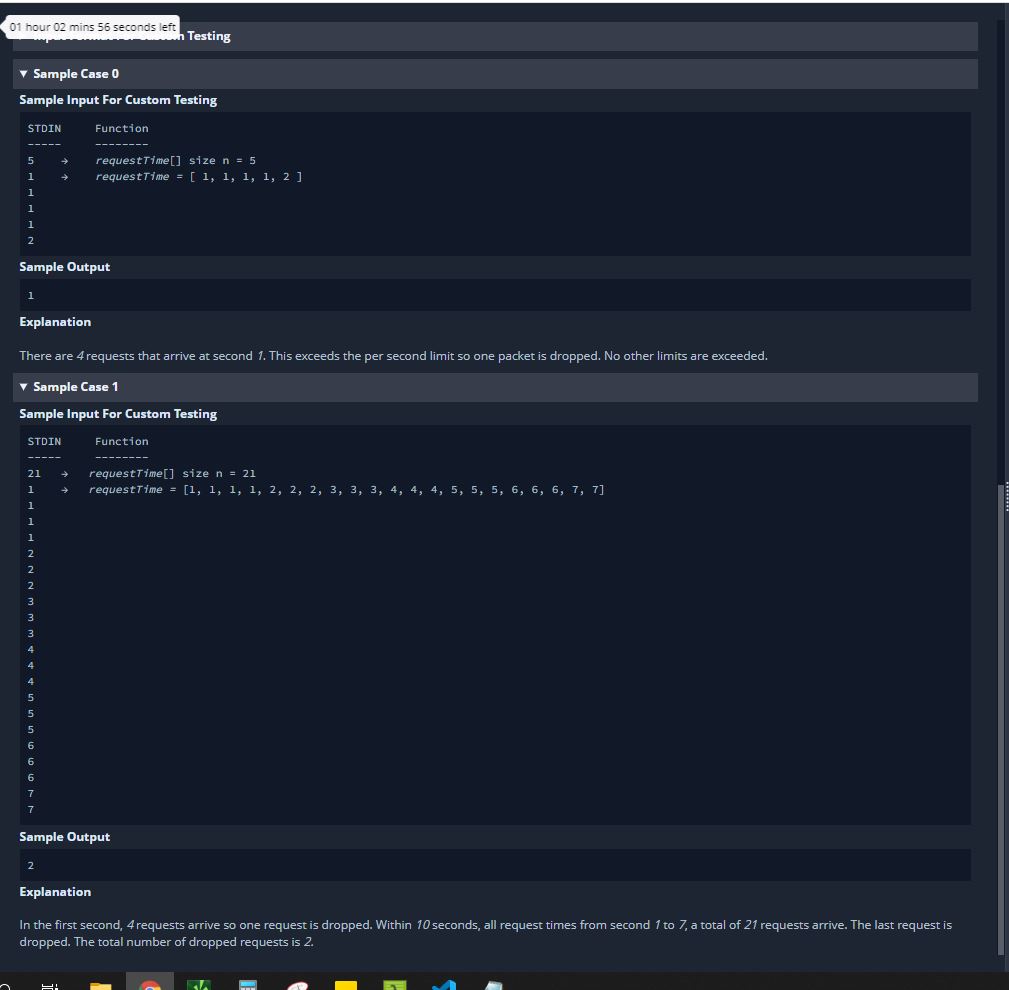 01 hour 02 mins 56 seconds left
Testing
▼ Sample Case 0
Sample Input For Custom Testing
STDIN Function
----- --------
5 → requestTime[] size n = 5
1 → requestTime = [ 1, 1, 1, 1, 2 ]
1
1
1
2
Sample Output
1
Explanation
There are 4 requests that arrive at second 1. This exceeds the per second limit so one packet is dropped. No other limits are exceeded.
▼ Sample Case 1
Sample Input For Custom Testing
STDIN Function
----- --------
21 → requestTime[] size n = 21
1 → requestTime = [1, 1, 1, 1, 2, 2, 2, 3, 3, 3, 4, 4, 4, 5, 5, 5, 6, 6, 6, 7, 7]
1
1
1
2
2
2
3
3
3
4
4
4
5
5
5
6
6
6
7
7
Sample Output
2
Explanation
In the first second, 4 requests arrive so one request is dropped. Within 10 seconds, all request times from second 1 to 7, a total of 21 requests arrive. The last request is
dropped. The total number of dropped requests is 2.